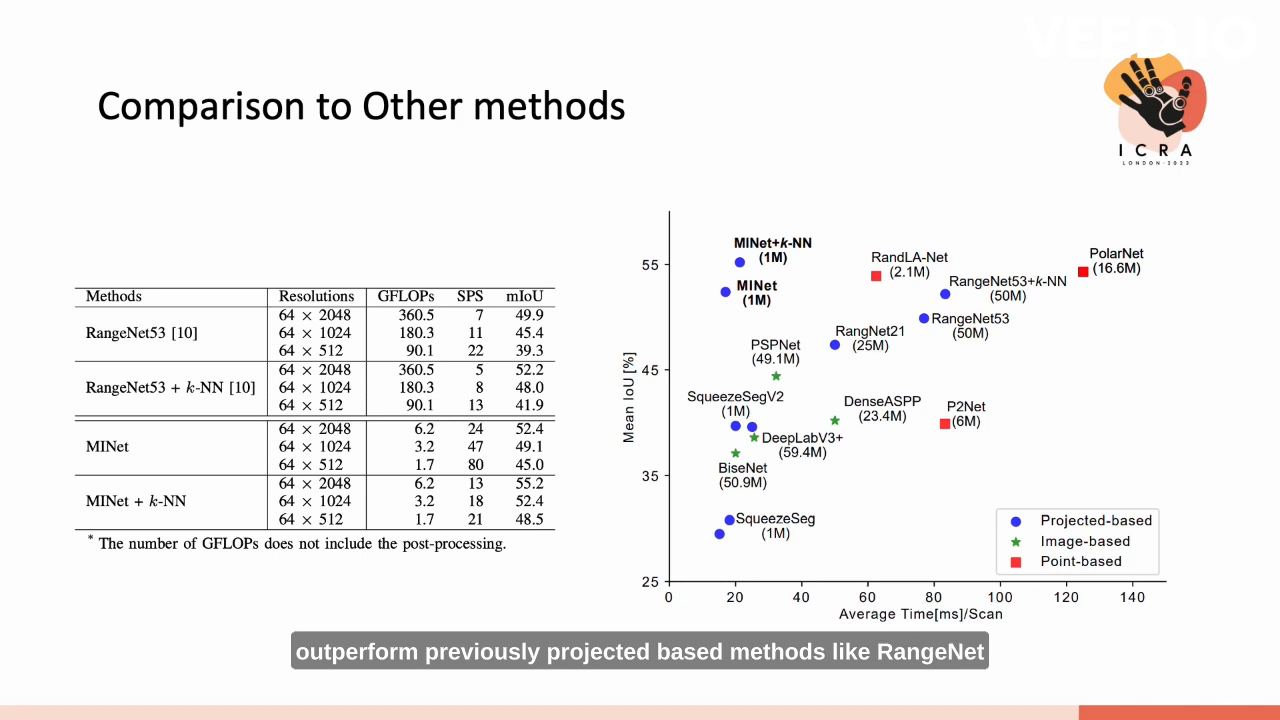 VEED.IO
Comparison to Other methods
I C R A
LONDON·2023
Methods Resolutions GFLOPs SPS mIoU
64 × 2048 360.5 7 49.9
RangeNet53 [10] 64 × 1024 180.3 11 45.4
64 × 512 90.1 22 39.3
64 × 2048 360.5 5 52.2
RangeNet53 + k-NN [10] 64 × 1024 180.3 8 48.0
64 × 512 90.1 13 41.9
64 × 2048 6.2 24 52.4
MINet 64 × 1024 3.2 47 49.1
64 × 512 1.7 80 45.0
64 × 2048 6.2 13 55.2
MINet + k-NN 64 × 1024 3.2 18 52.4
64 × 512 1.7 21 48.5
* The number of GFLOPs does not include the post-processing.
Mean IoU [%]
55
45
35
25
MINet+k-NN
(1M)
MINet
(1M)
RandLA-Net
(2.1M)
PolarNet
(16.6M)
RangeNet53+k-NN
(50M)
RangeNet53
(50M)
RangNet21
(25M)
PSPNet
(49.1M)
SqueezeSegV2
(1M)
DenseASPP
(23.4M)
P2Net
(6M)
DeepLabV3+
(59.4M)
BiseNet
(50.9M)
SqueezeSeg
(1M)
Projected-based
Image-based
Point-based
0 20 40 60 80 100 120 140
Average Time[ms]/Scan
outperform previously projected based methods like RangeNet